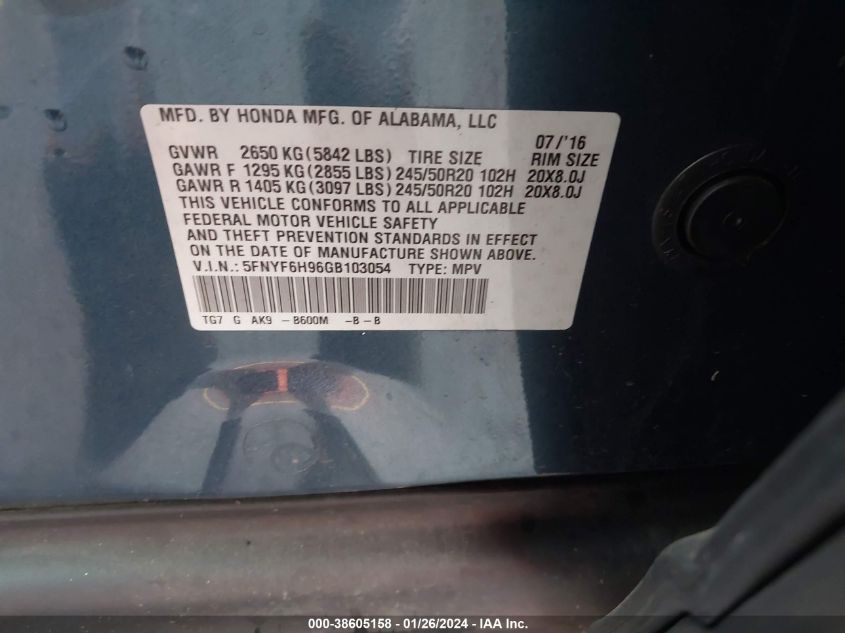 MFD. BY HONDA MFG. OF ALABAMA, LLC
07/'16
GVWR 2650 KG(5842 LBS) TIRE SIZE RIM SIZE
GAWR F 1295 KG(2855 LBS)245/50R20 102H 20X8.0J
GAWR R 1405 KG(3097 LBS)245/50R20 102H 20X8.0J
THIS VEHICLE CONFORMS TO ALL APPLICABLE
FEDERAL MOTOR VEHICLE SAFETY
AND THEFT PREVENTION STANDARDS IN EFFECT
ON THE DATE OF MANUFACTURE SHOWN ABOVE.
V.I.N.: 5FNYF6H96GB103054 TYPE: MPV
TG7 G AK9 -B600M -B-B
000-38605158 - 01/26/2024 - IAA Inc.